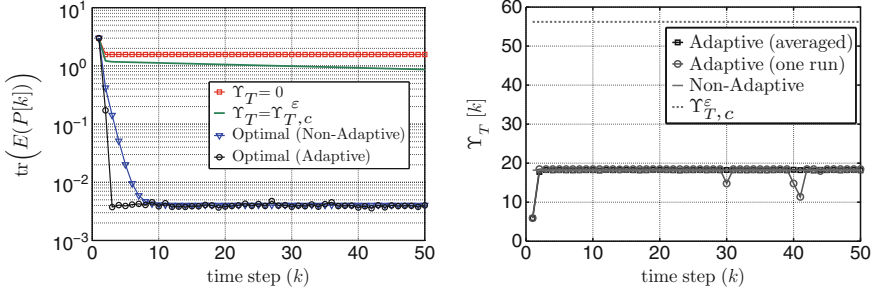 10^1
10^0
10^-1
10^-2
10^-3
tr(E(P[k]))
ϒ_T = 0
ϒ_T = ϒ_{T,c}^ε
Optimal (Non-Adaptive)
Optimal (Adaptive)
0 10 20 30 40 50
time step (k)
60
50
40
30
20
10
0
ϒ_T [k]
Adaptive (averaged)
Adaptive (one run)
Non-Adaptive
ϒ_{T,c}^ε
0 10 20 30 40 50
time step (k)